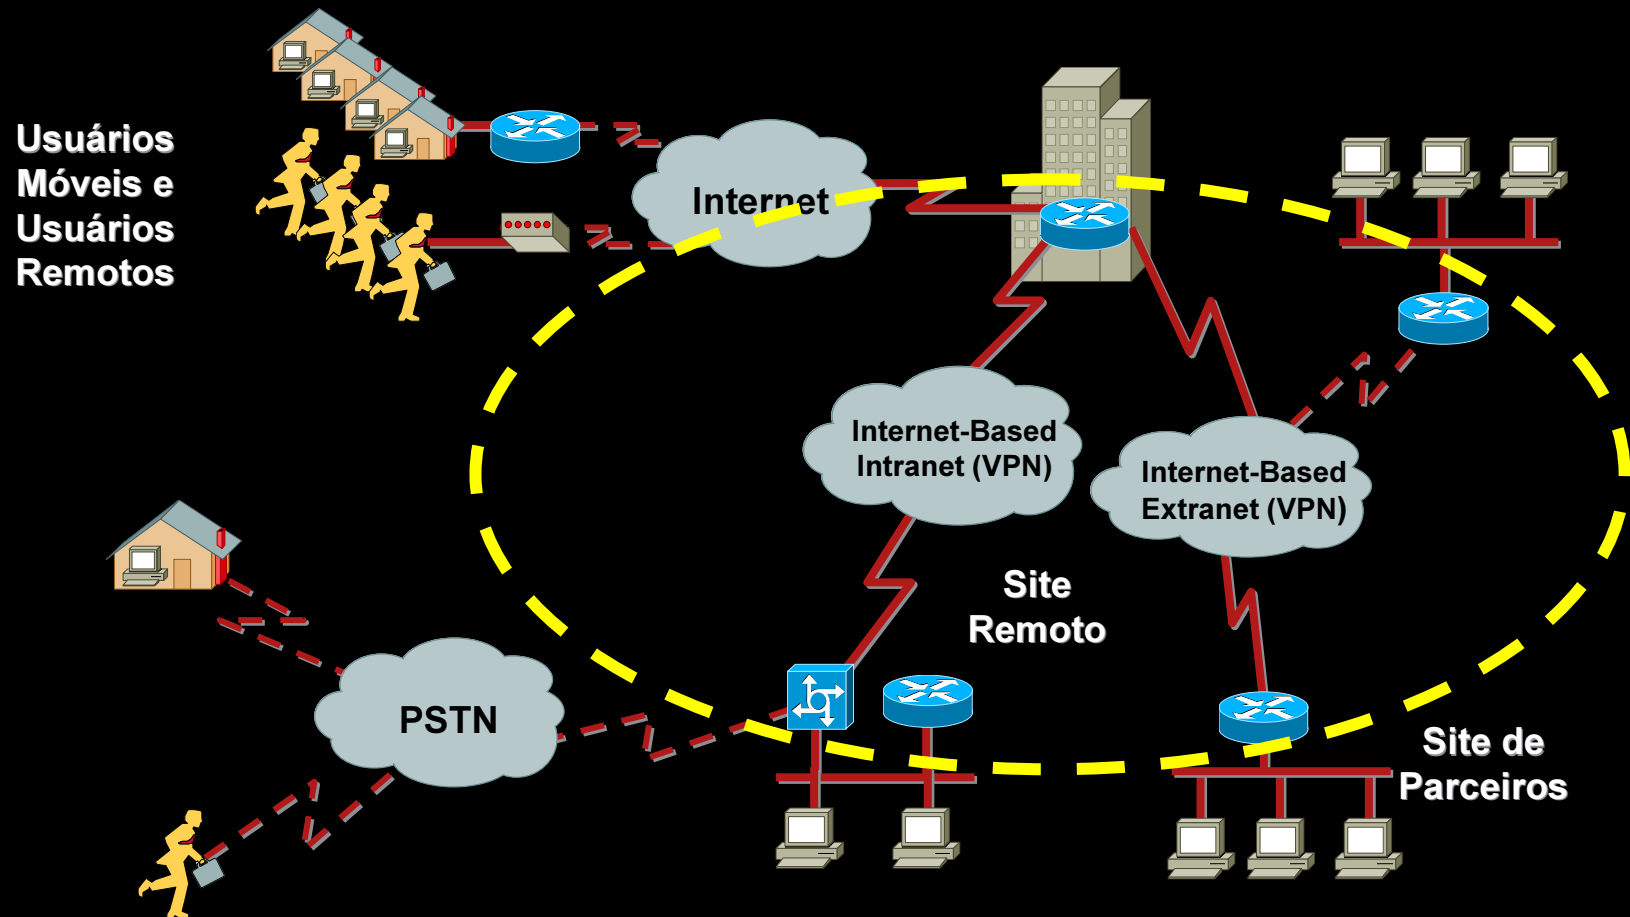 Usuários
Móveis e
Usuários
Remotos
Internet
Internet-Based
Intranet (VPN)
Internet-Based
Extranet (VPN)
Site
Remoto
PSTN
Site de
Parceiros